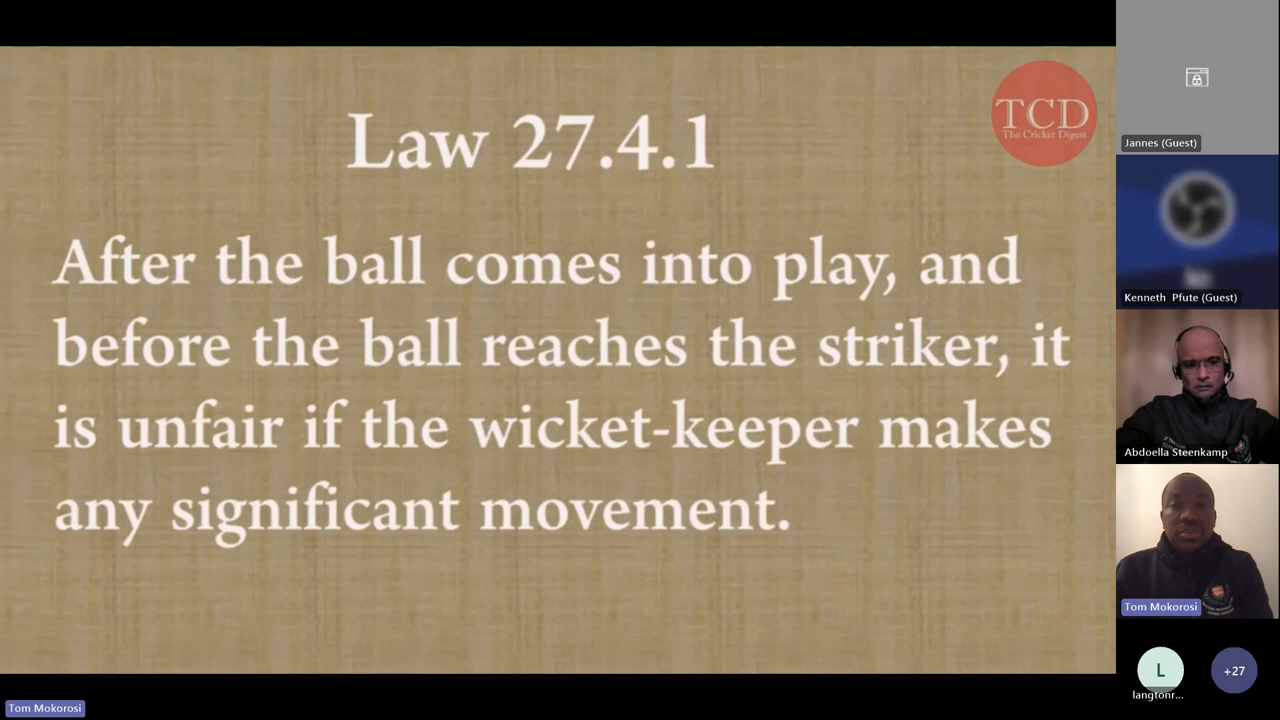 Law 27.4.1
TCD
The Cricket Digest
After the ball comes into play, and
before the ball reaches the striker, it
is unfair if the wicket-keeper makes
any significant movement.
Jannes (Guest)
Kenneth Pfute (Guest)
Abdoella Steenkamp
Tom Mokorosi
L
langtonr...
+27
Tom Mokorosi